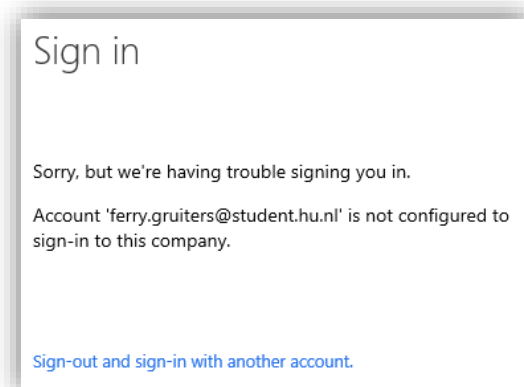 Sign in
Sorry, but we're having trouble signing you in.
Account 'ferry.gruiters@student.hu.nl' is not configured to
sign-in to this company.
Sign-out and sign-in with another account.